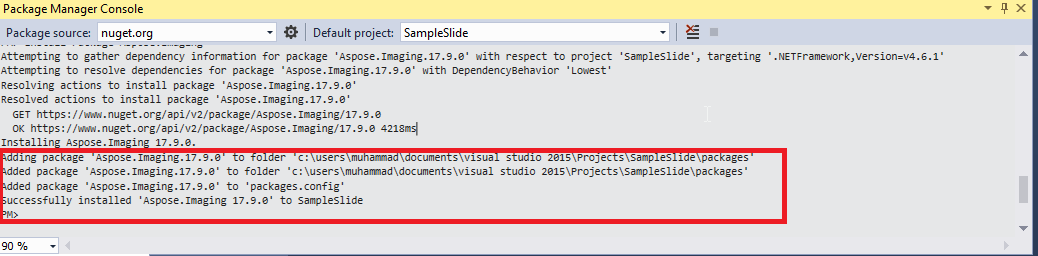 Package Manager Console
Package source: nuget.org
Default project: SampleSlide
Attempting to gather dependency information for package 'Aspose.Imaging.17.9.0' with respect to project 'SampleSlide', targeting '.NETFramework,Version=v4.6.1'
Attempting to resolve dependencies for package 'Aspose.Imaging.17.9.0' with DependencyBehavior 'Lowest'
Resolving actions to install package 'Aspose.Imaging.17.9.0'
Resolved actions to install package 'Aspose.Imaging.17.9.0'
GET https://www.nuget.org/api/v2/package/Aspose.Imaging/17.9.0
OK https://www.nuget.org/api/v2/package/Aspose.Imaging/17.9.0 4218ms
Installing Aspose.Imaging 17.9.0.
Adding package 'Aspose.Imaging.17.9.0' to folder 'c:\users\muhammad\documents\visual studio 2015\Projects\SampleSlide\packages'
Added package 'Aspose.Imaging.17.9.0' to folder 'c:\users\muhammad\documents\visual studio 2015\Projects\SampleSlide\packages'
Added package 'Aspose.Imaging.17.9.0' to 'packages.config'
Successfully installed 'Aspose.Imaging 17.9.0' to SampleSlide
PM>
90 %